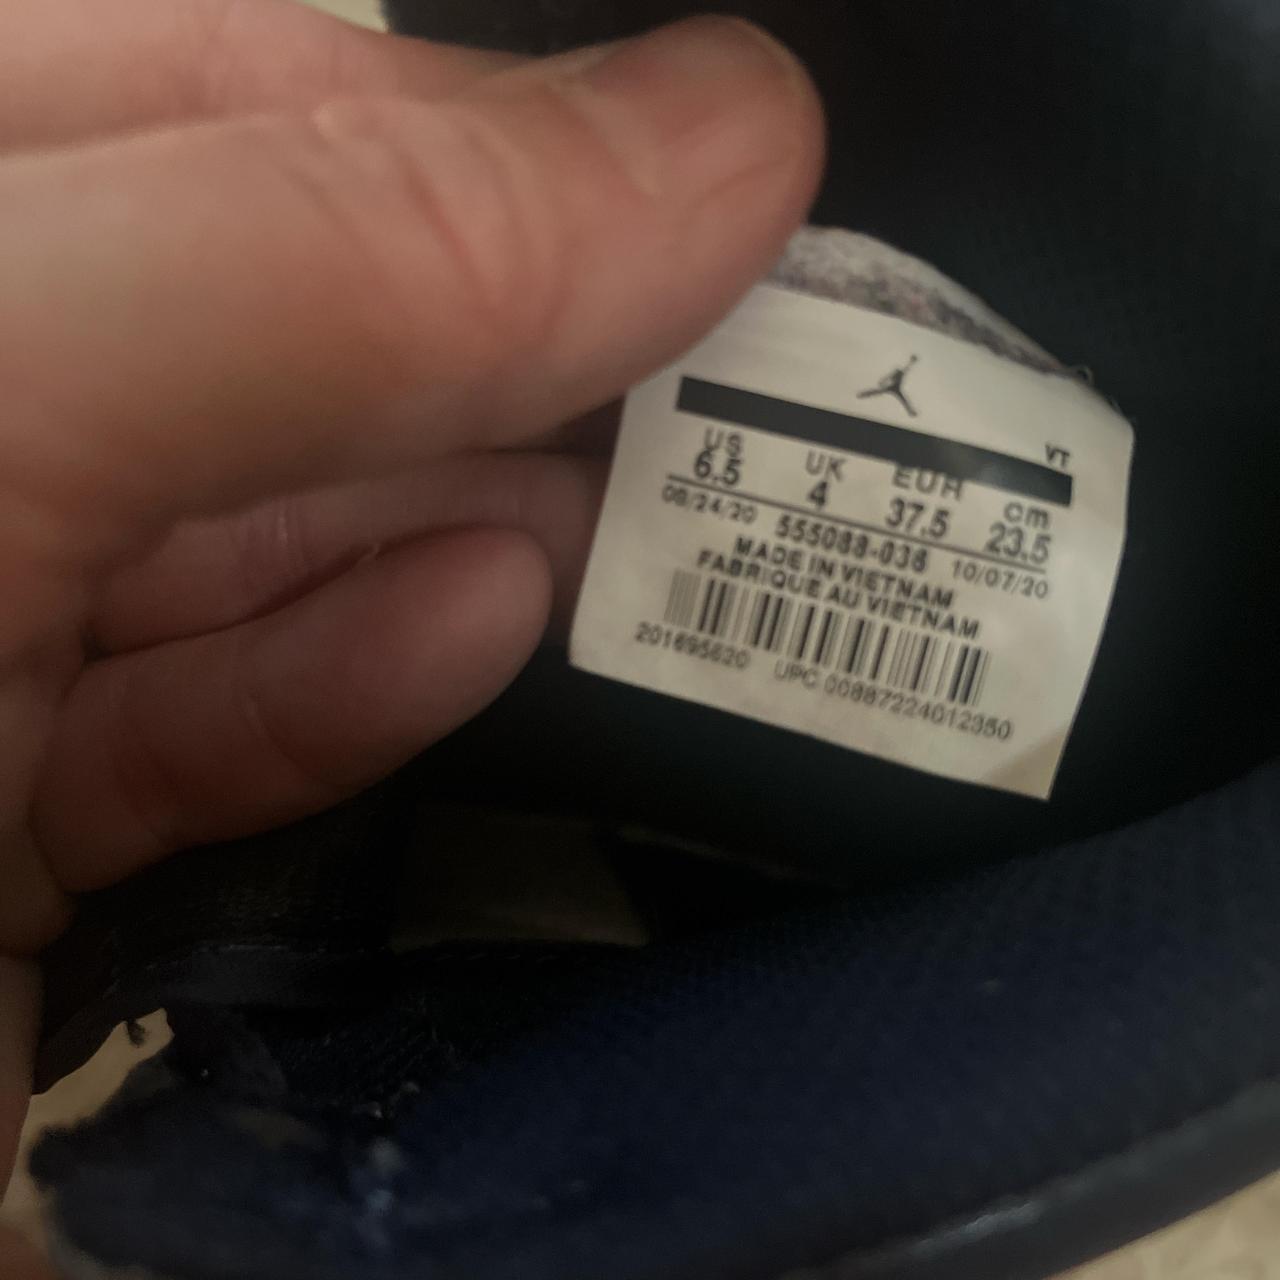 VT
US UK EUR cm
6.5 4 37.5 23.5
08/24/20 555088-036 10/07/20
MADE IN VIETNAM
FABRIQUE AU VIETNAM
201695620 UPC 00887224012350